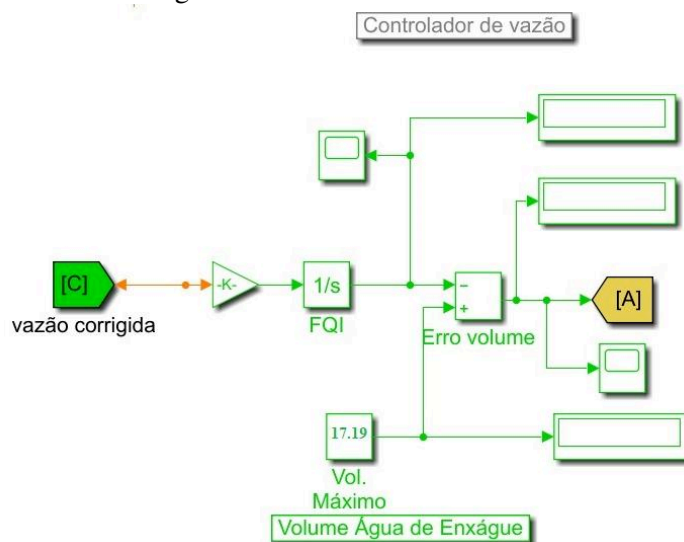 Controlador de vazão
[C]
vazão corrigida
-K-
1/s
FQI
−
+
Erro volume
[A]
17.19
Vol.
Máximo
Volume Água de Enxágue